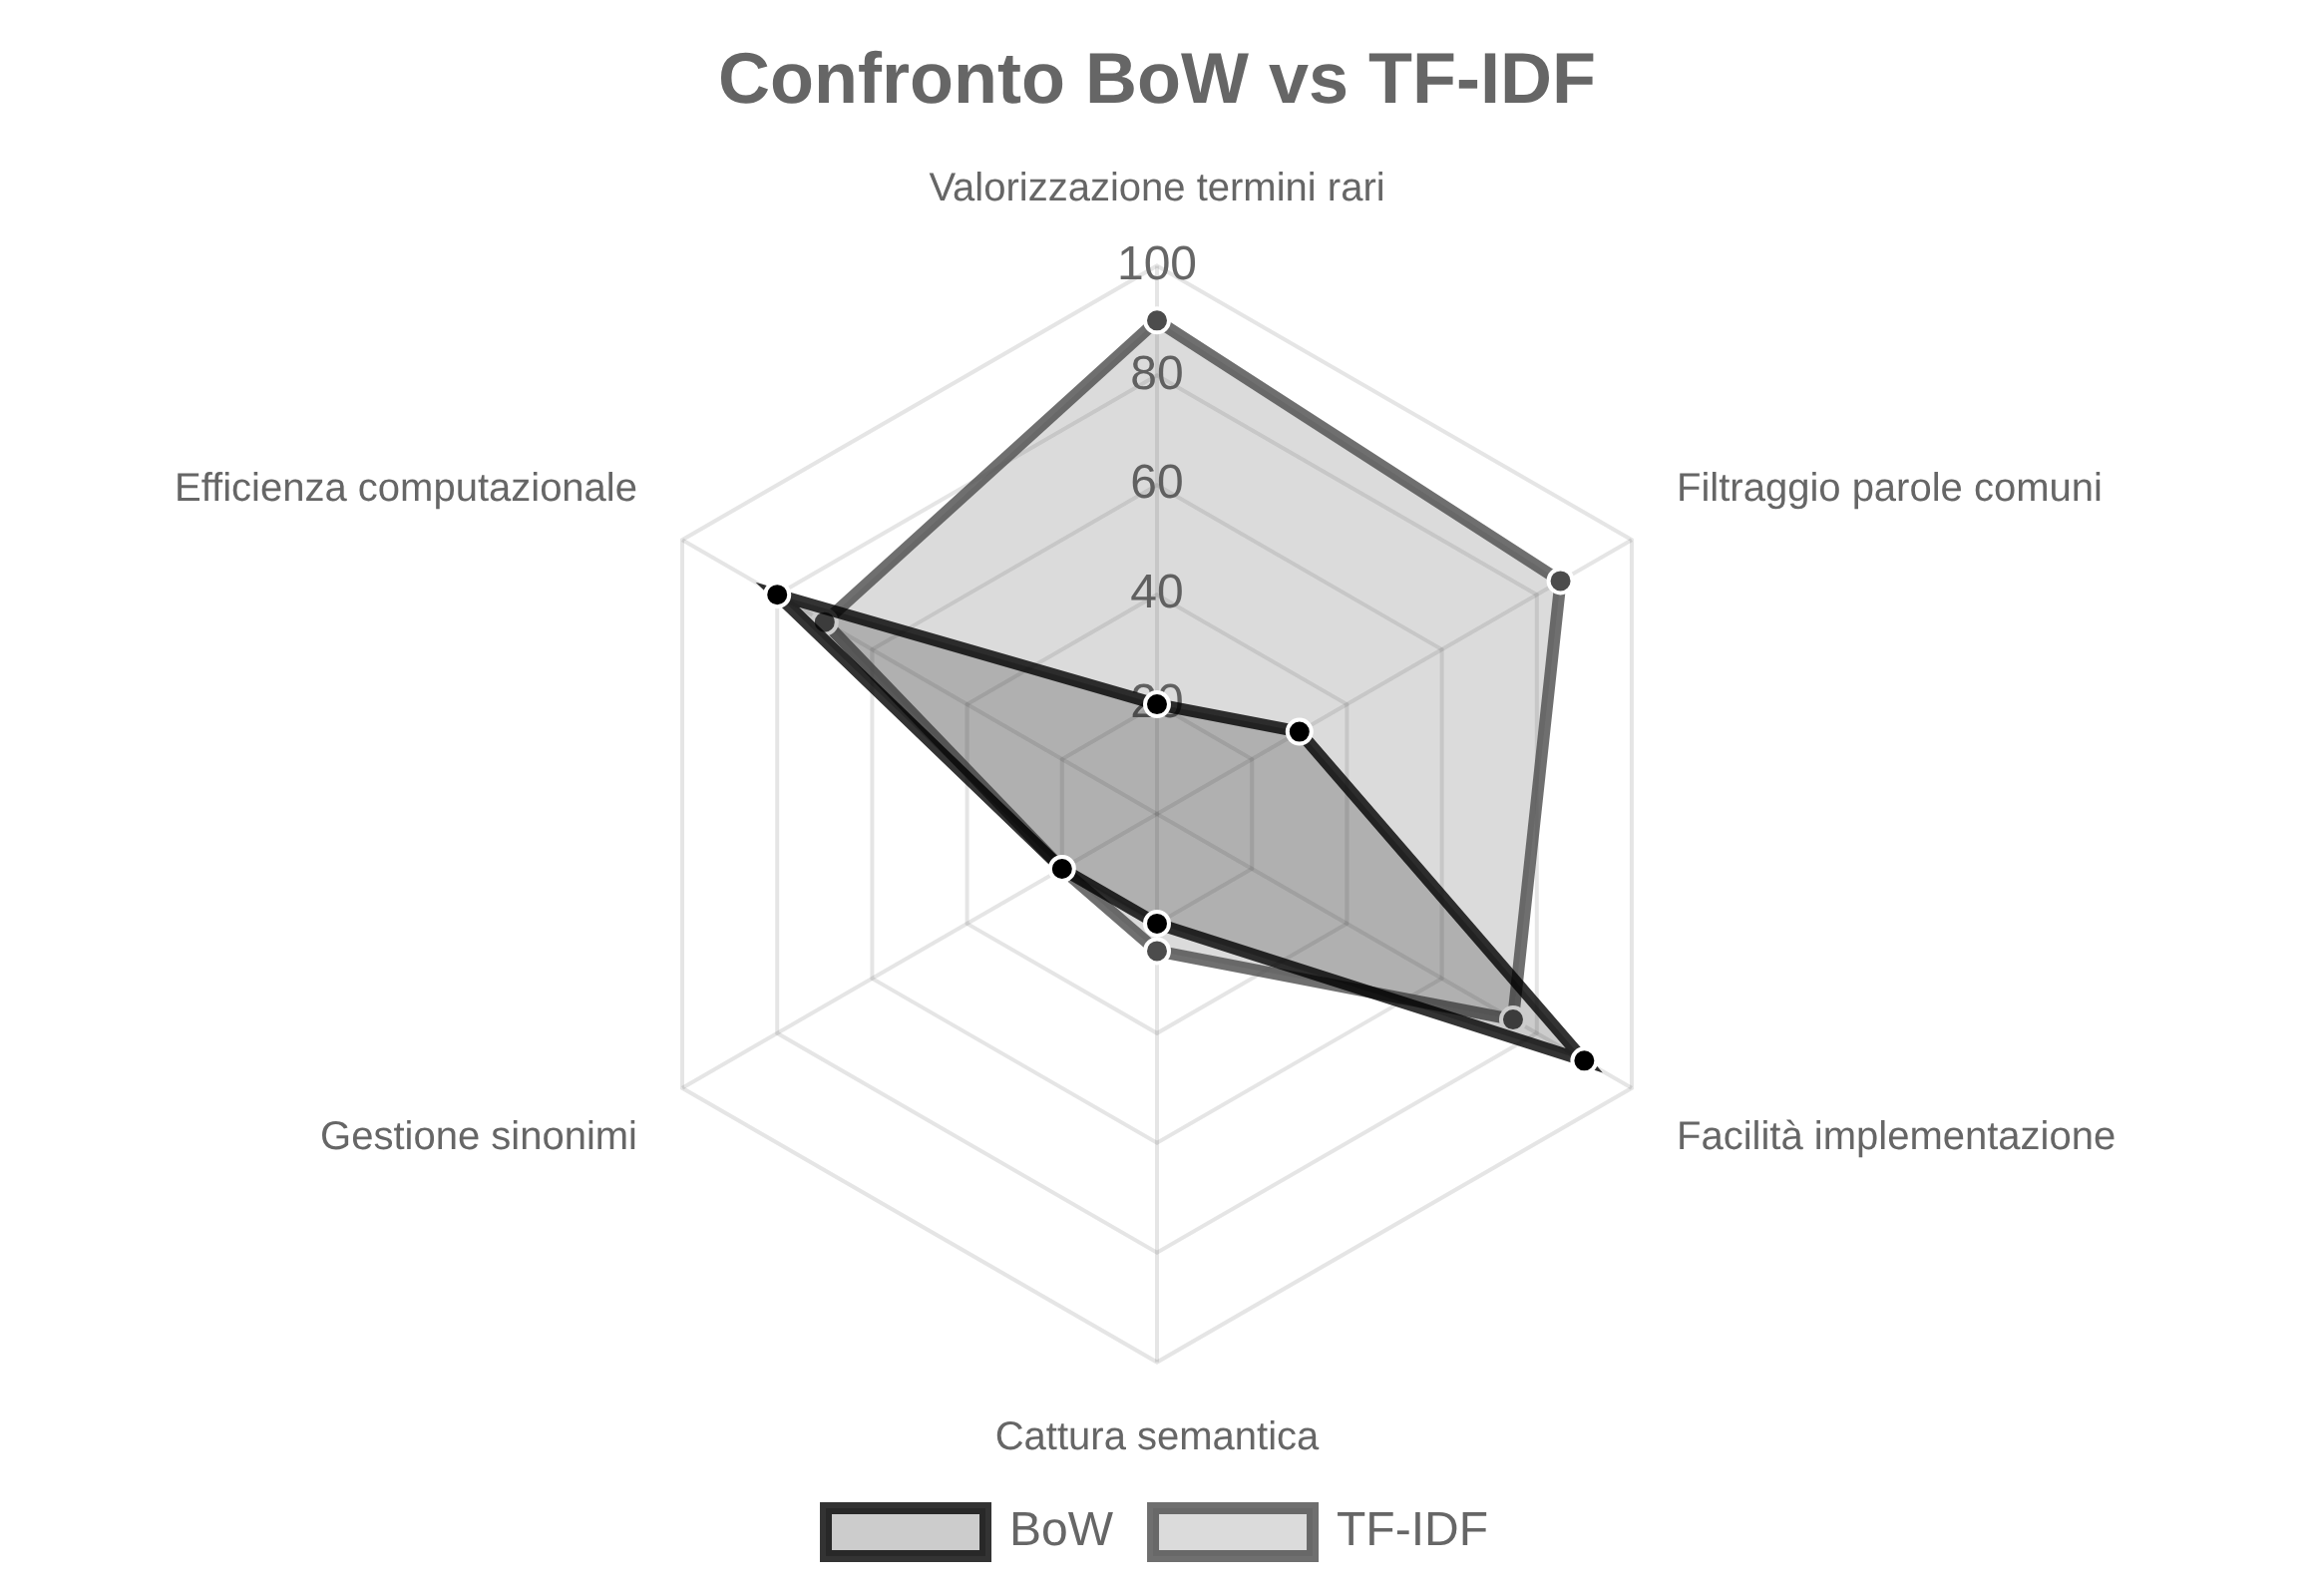 Confronto BoW vs TF-IDF
Valorizzazione termini rari
100
80
Efficienza computazionale
Filtraggio parole comuni
60
40
20
Gestione sinonimi
Facilità implementazione
Cattura semantica
BoW
TF-IDF